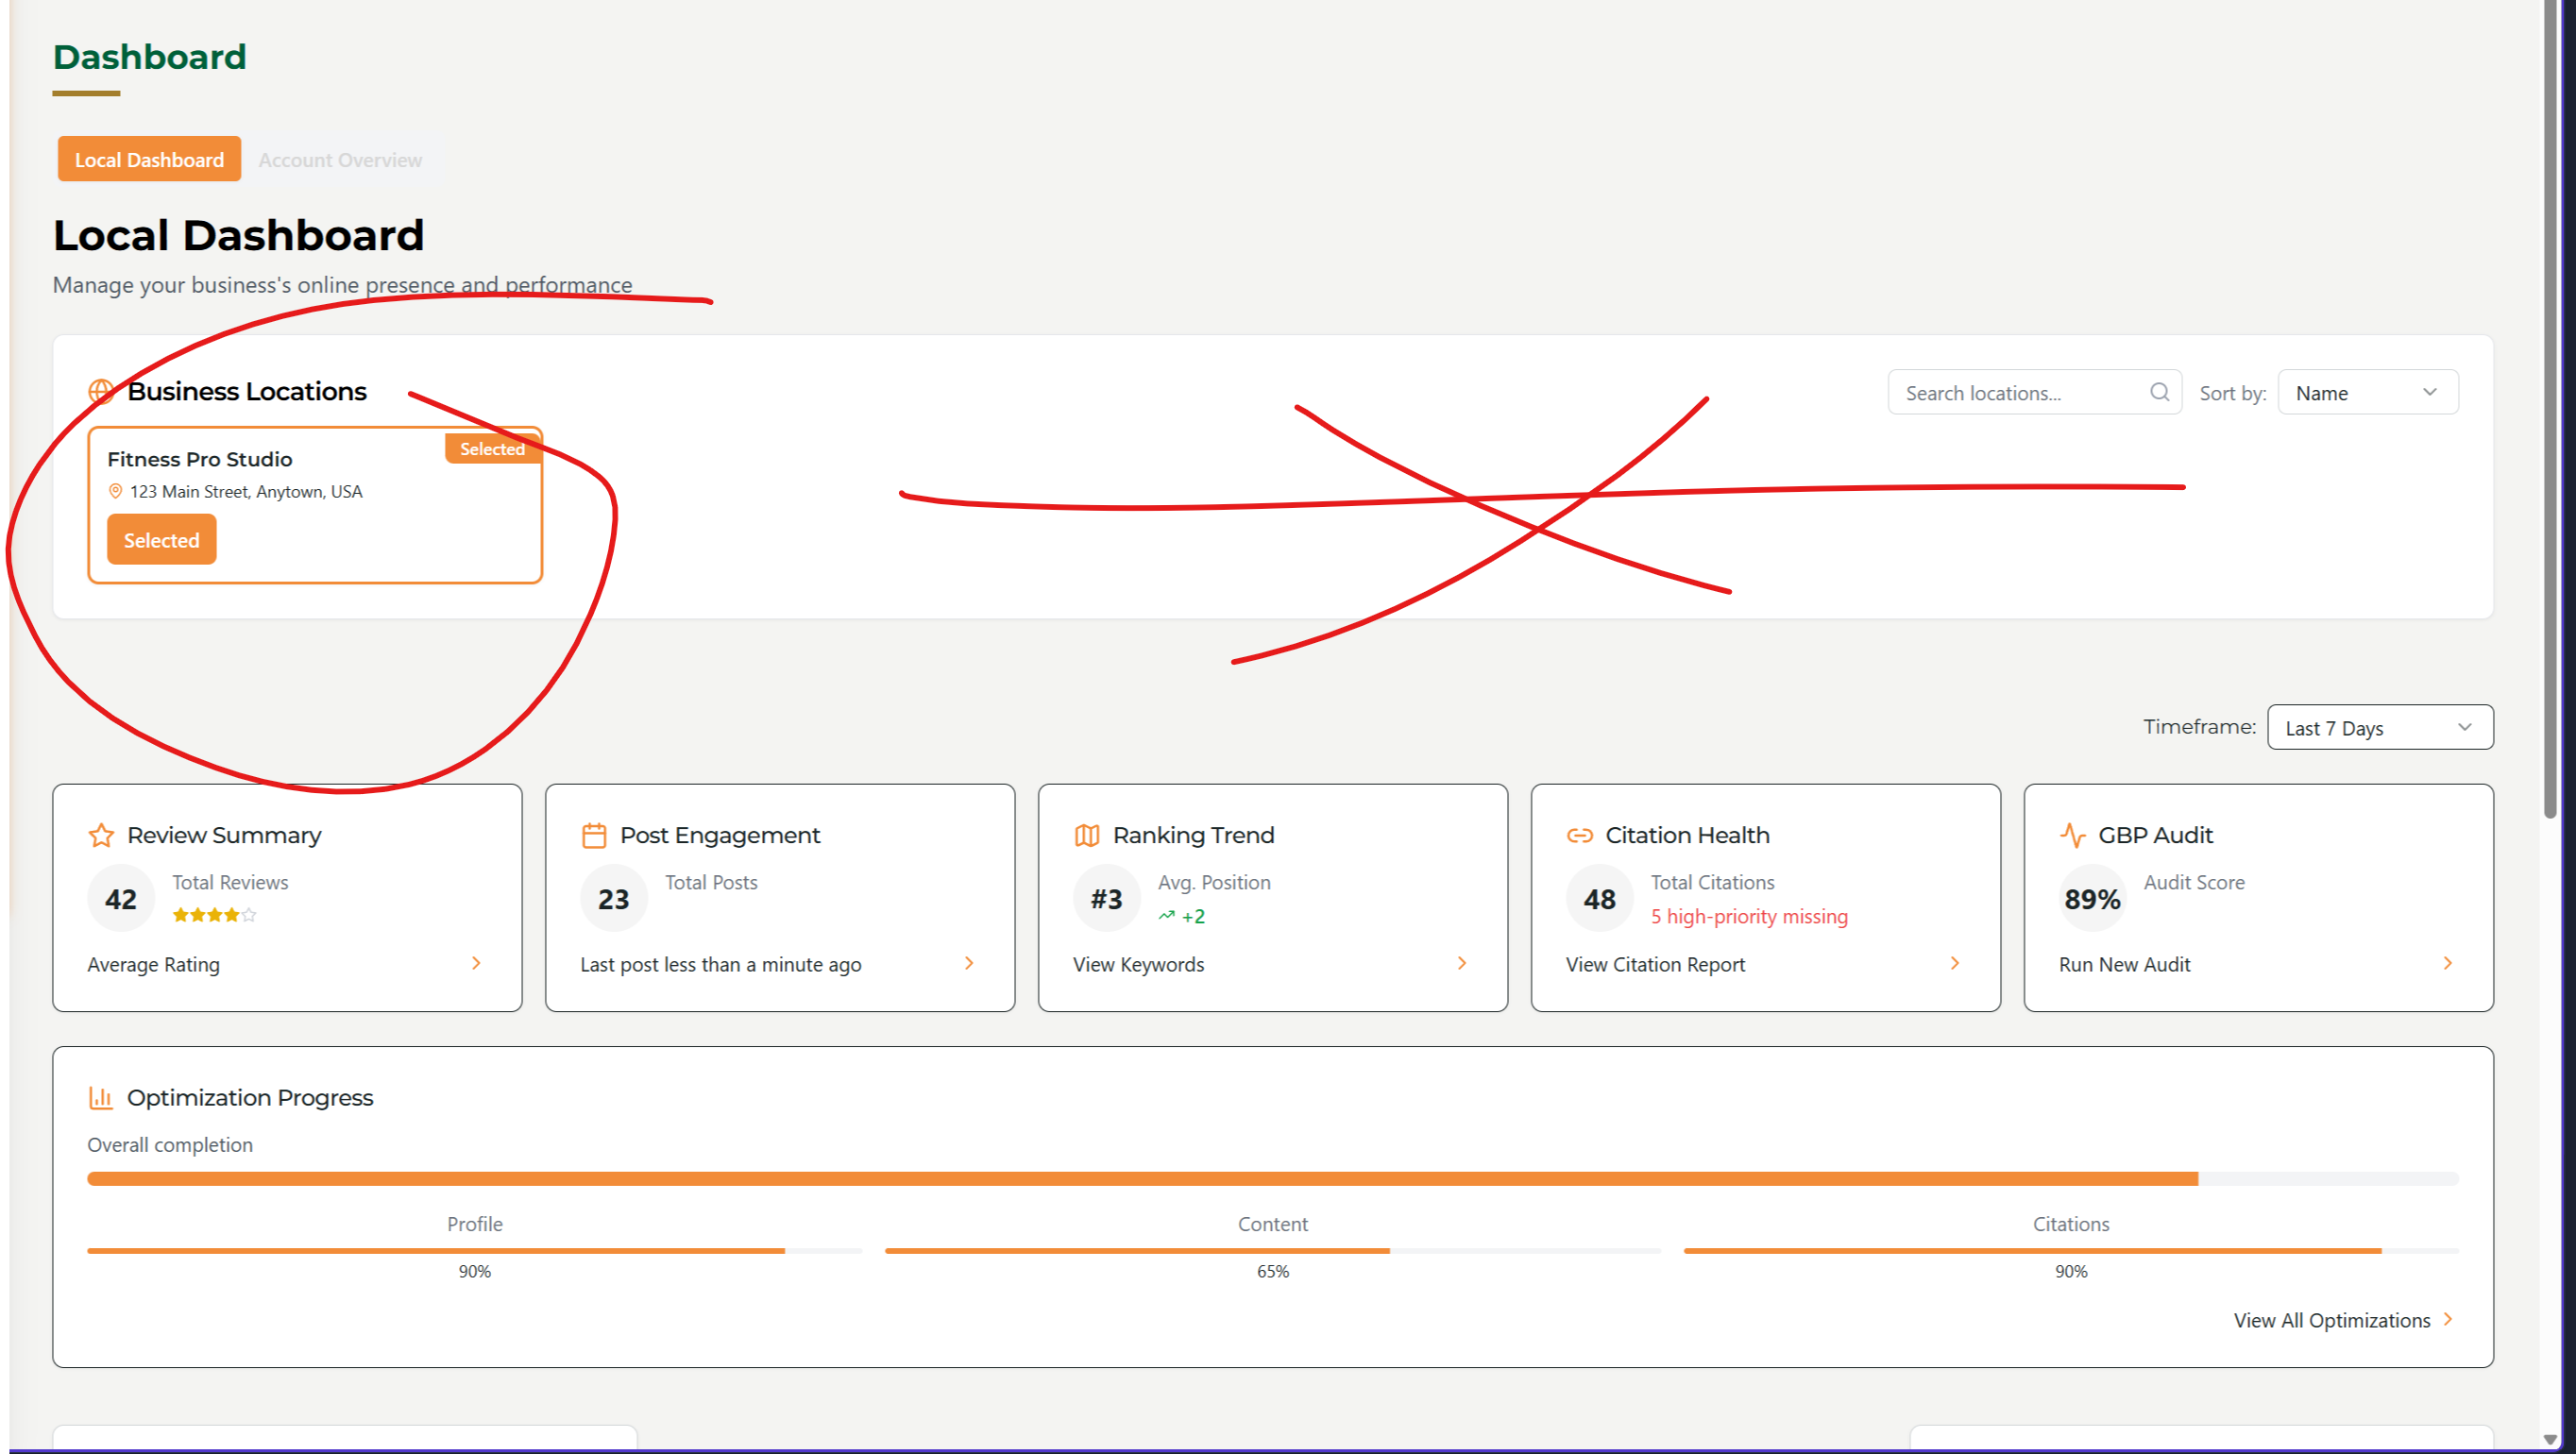 Dashboard
Local Dashboard Account Overview
Local Dashboard
Manage your business's online presence and performance
Business Locations
Search locations... Sort by: Name
Fitness Pro Studio Selected
123 Main Street, Anytown, USA
Selected
Timeframe: Last 7 Days
Review Summary
42 Total Reviews
Average Rating
Post Engagement
23 Total Posts
Last post less than a minute ago
Ranking Trend
#3 Avg. Position
+2
View Keywords
Citation Health
48 Total Citations
5 high-priority missing
View Citation Report
GBP Audit
89% Audit Score
Run New Audit
Optimization Progress
Overall completion
Profile Content Citations
90% 65% 90%
View All Optimizations